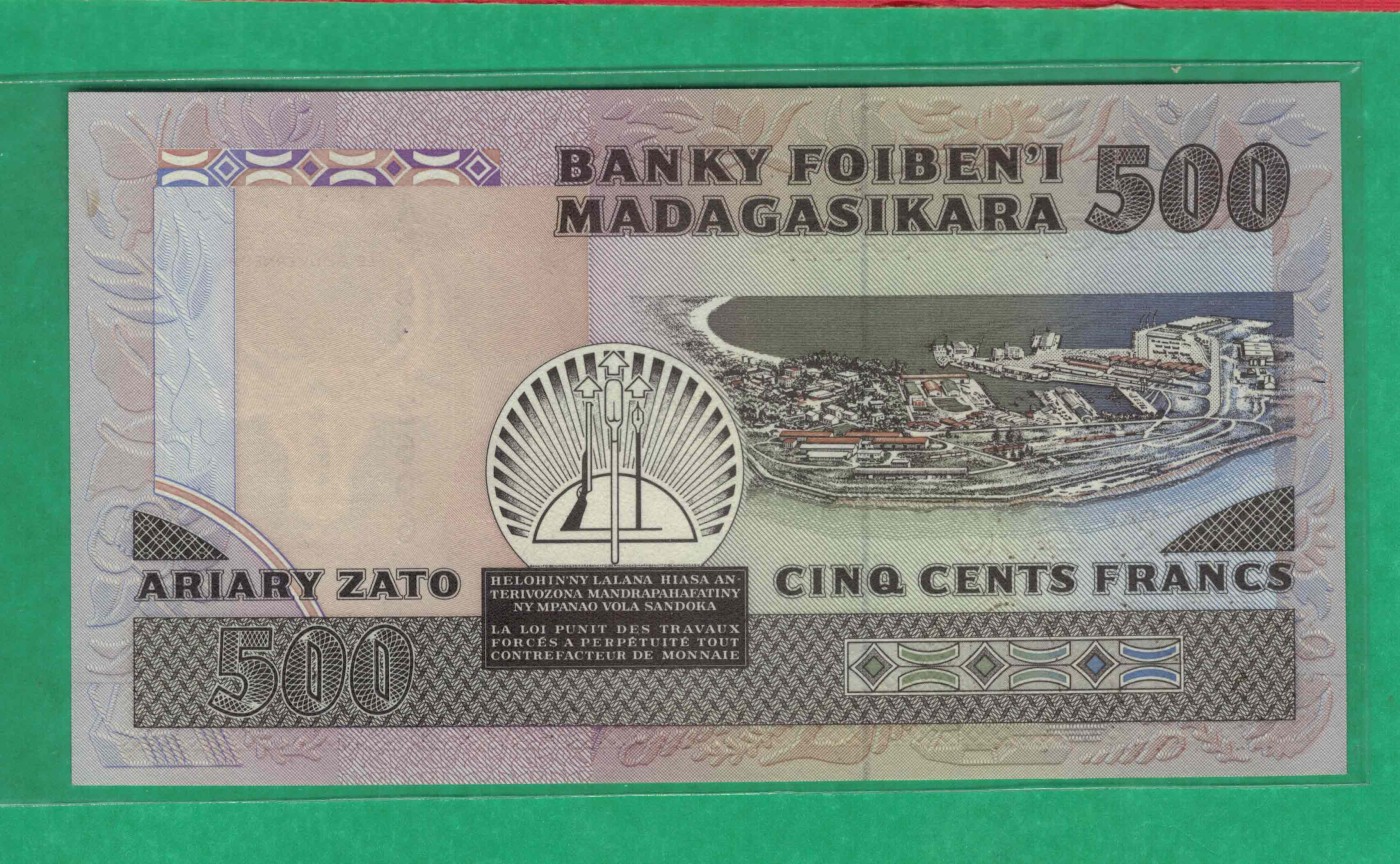 BANKY FOIBEN'I
MADAGASIKARA
500
ARIARY ZATO
CINQ CENTS FRANCS
HELOHIN'NY LALANA HIASA AN-
TERIVOZONA MANDRAPAHAFATINY
NY MPANAO VOLA SANDOKA
LA LOI PUNIT DES TRAVAUX
FORCÉS A PERPÉTUITÉ TOUT
CONTREFACTEUR DE MONNAIE
500